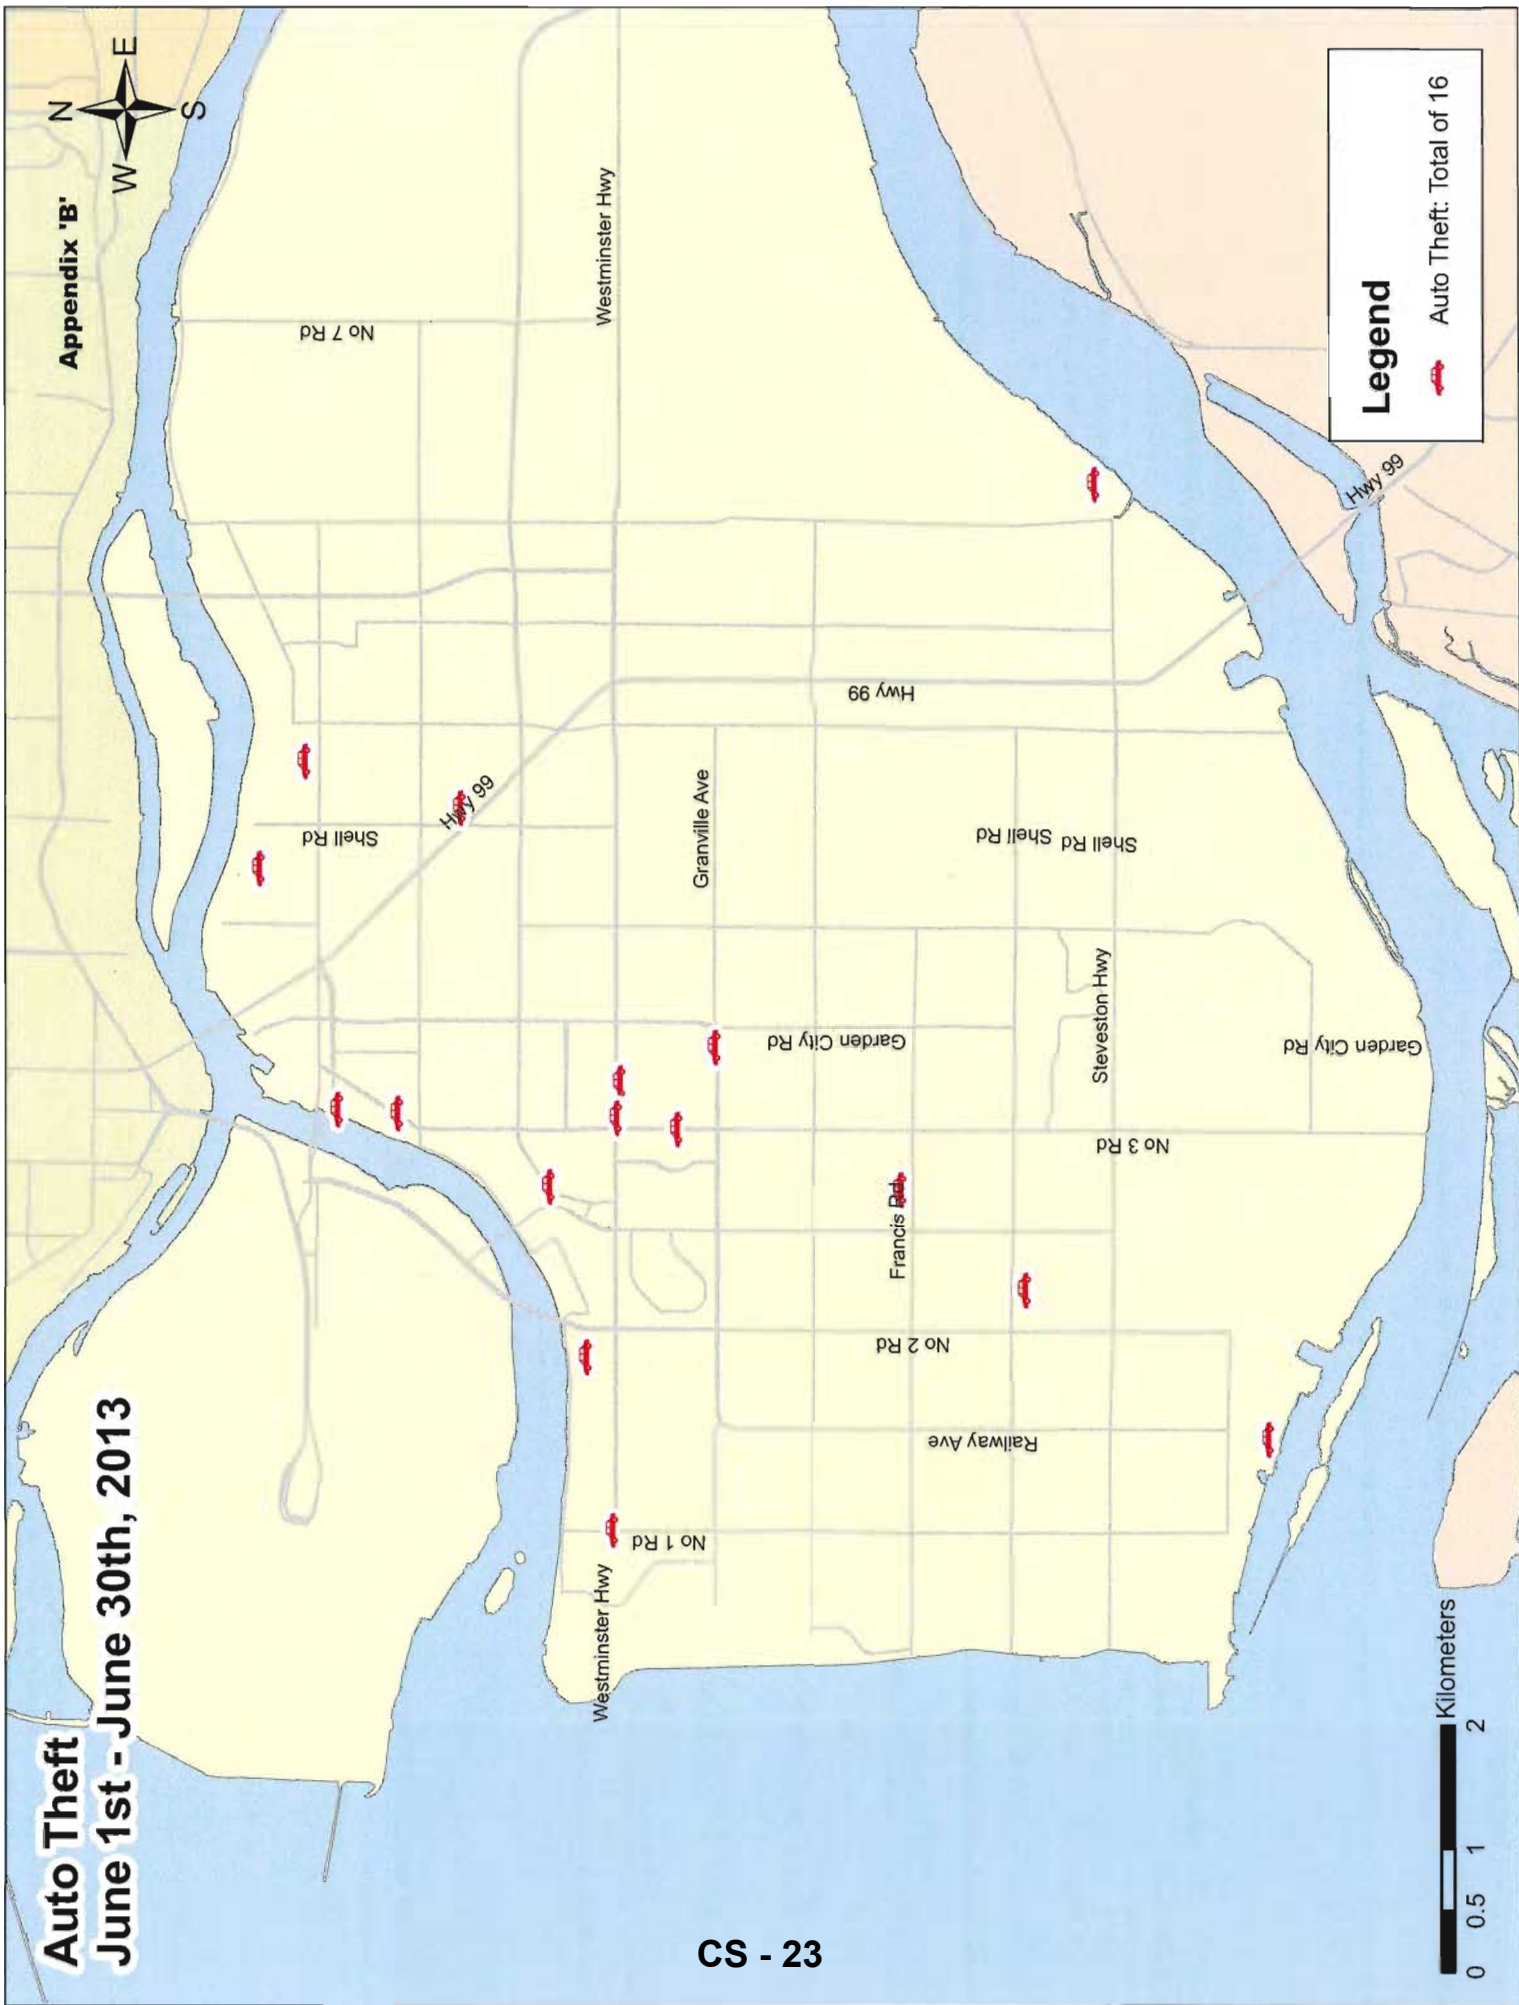 Auto Theft
June 1st - June 30th, 2013
Appendix 'B'
N
W
E
S
No 7 Rd
Westminster Hwy
Shell Rd
Hwy 99
Granville Ave
Hwy 99
Garden City Rd
Shell Rd
Shell Rd
Steveston Hwy
No 3 Rd
Garden City Rd
Francis Rd
No 2 Rd
Railway Ave
No 1 Rd
Westminster Hwy
Hwy 99
Legend
Auto Theft: Total of 16
Kilometers
0 0.5 1 2
CS - 23